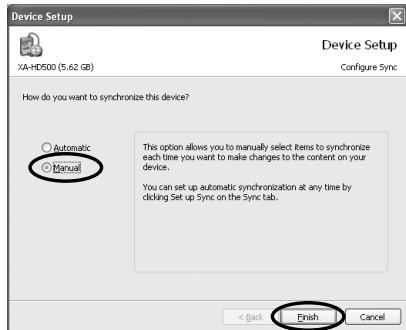 Device Setup
Device Setup
XA-HD500 (5.62 GB)
Configure Sync
How do you want to synchronize this device?
Automatic
Manual
This option allows you to manually select items to synchronize
each time you want to make changes to the content on your
device.
You can set up automatic synchronization at any time by
clicking Set up Sync on the Sync tab.
< Back
Finish
Cancel